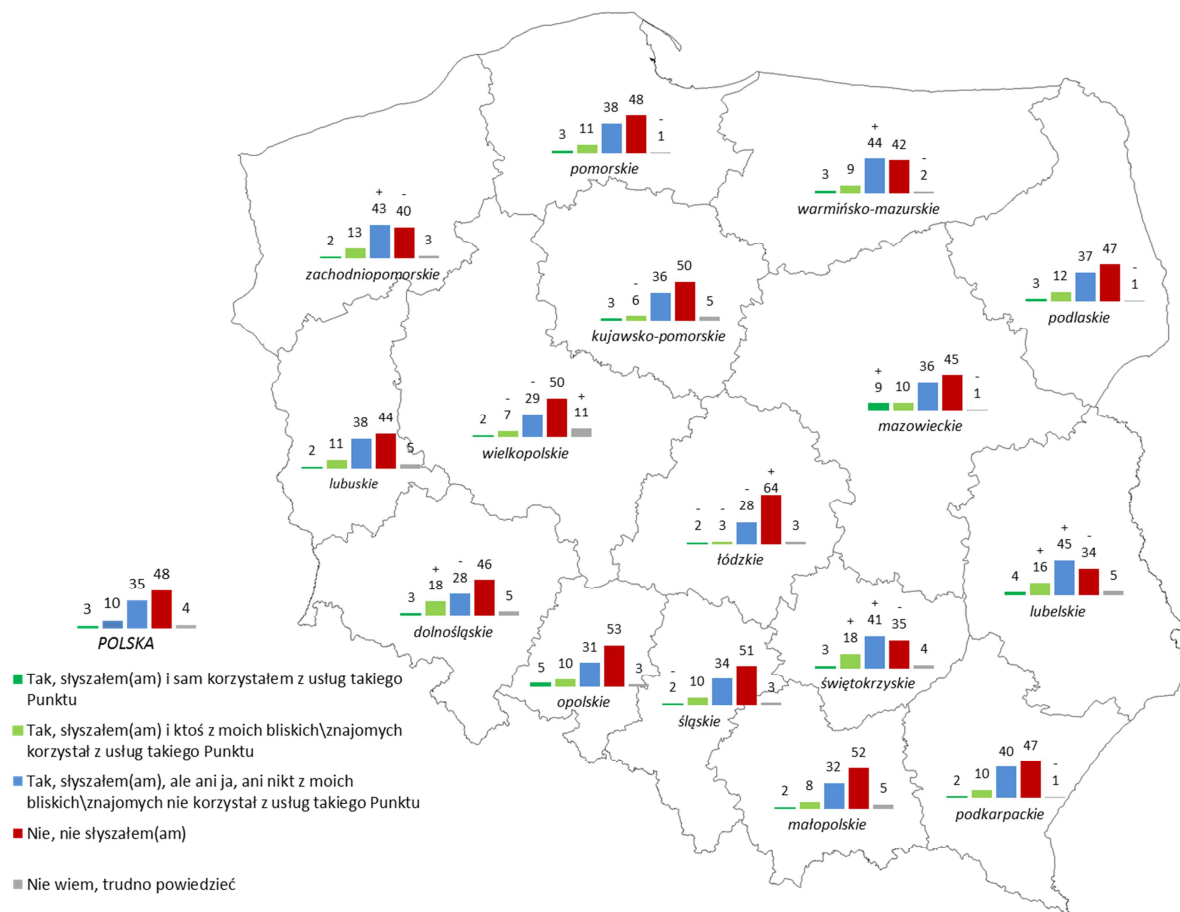 3 11 38 48 - 1
pomorskie
3 9 + 44 42 - 2
warmińsko-mazurskie
2 13 + 43 - 40 3
zachodniopomorskie
3 - 6 36 50 5
kujawsko-pomorskie
3 12 37 47 - 1
podlaskie
+ 9 10 36 45 - 1
mazowieckie
2 - 7 - 29 50 + 11
wielkopolskie
2 11 38 44 5
lubuskie
- 2 - 3 - 28 + 64 3
łódzkie
4 + 16 + 45 - 34 5
lubelskie
3 + 18 - 28 46 5
dolnośląskie
3 10 35 48 4
POLSKA
5 10 31 53 3
opolskie
- 2 10 34 51 3
śląskie
3 + 18 + 41 - 35 4
świętokrzyskie
2 8 32 52 5
małopolskie
2 10 40 47 - 1
podkarpackie
Tak, słyszałem(am) i sam korzystałem z usług takiego
Punktu
Tak, słyszałem(am) i ktoś z moich bliskich\znajomych
korzystał z usług takiego Punktu
Tak, słyszałem(am), ale ani ja, ani nikt z moich
bliskich\znajomych nie korzystał z usług takiego Punktu
Nie, nie słyszałem(am)
Nie wiem, trudno powiedzieć